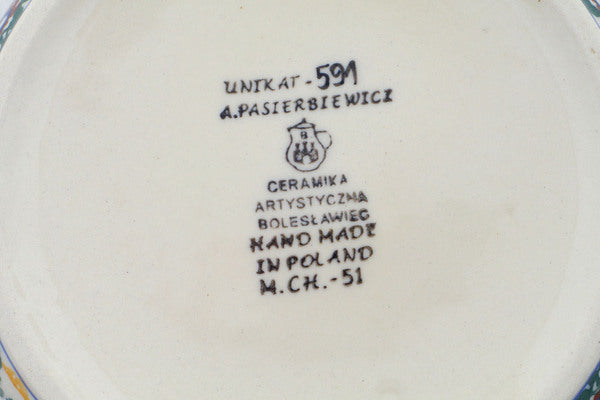 UNIKAT - 591
A. PASIERBIEWICZ
B
CERAMIKA
ARTYSTYCZNA
BOLESŁAWIEC
HAND MADE
IN POLAND
M.CH.-51